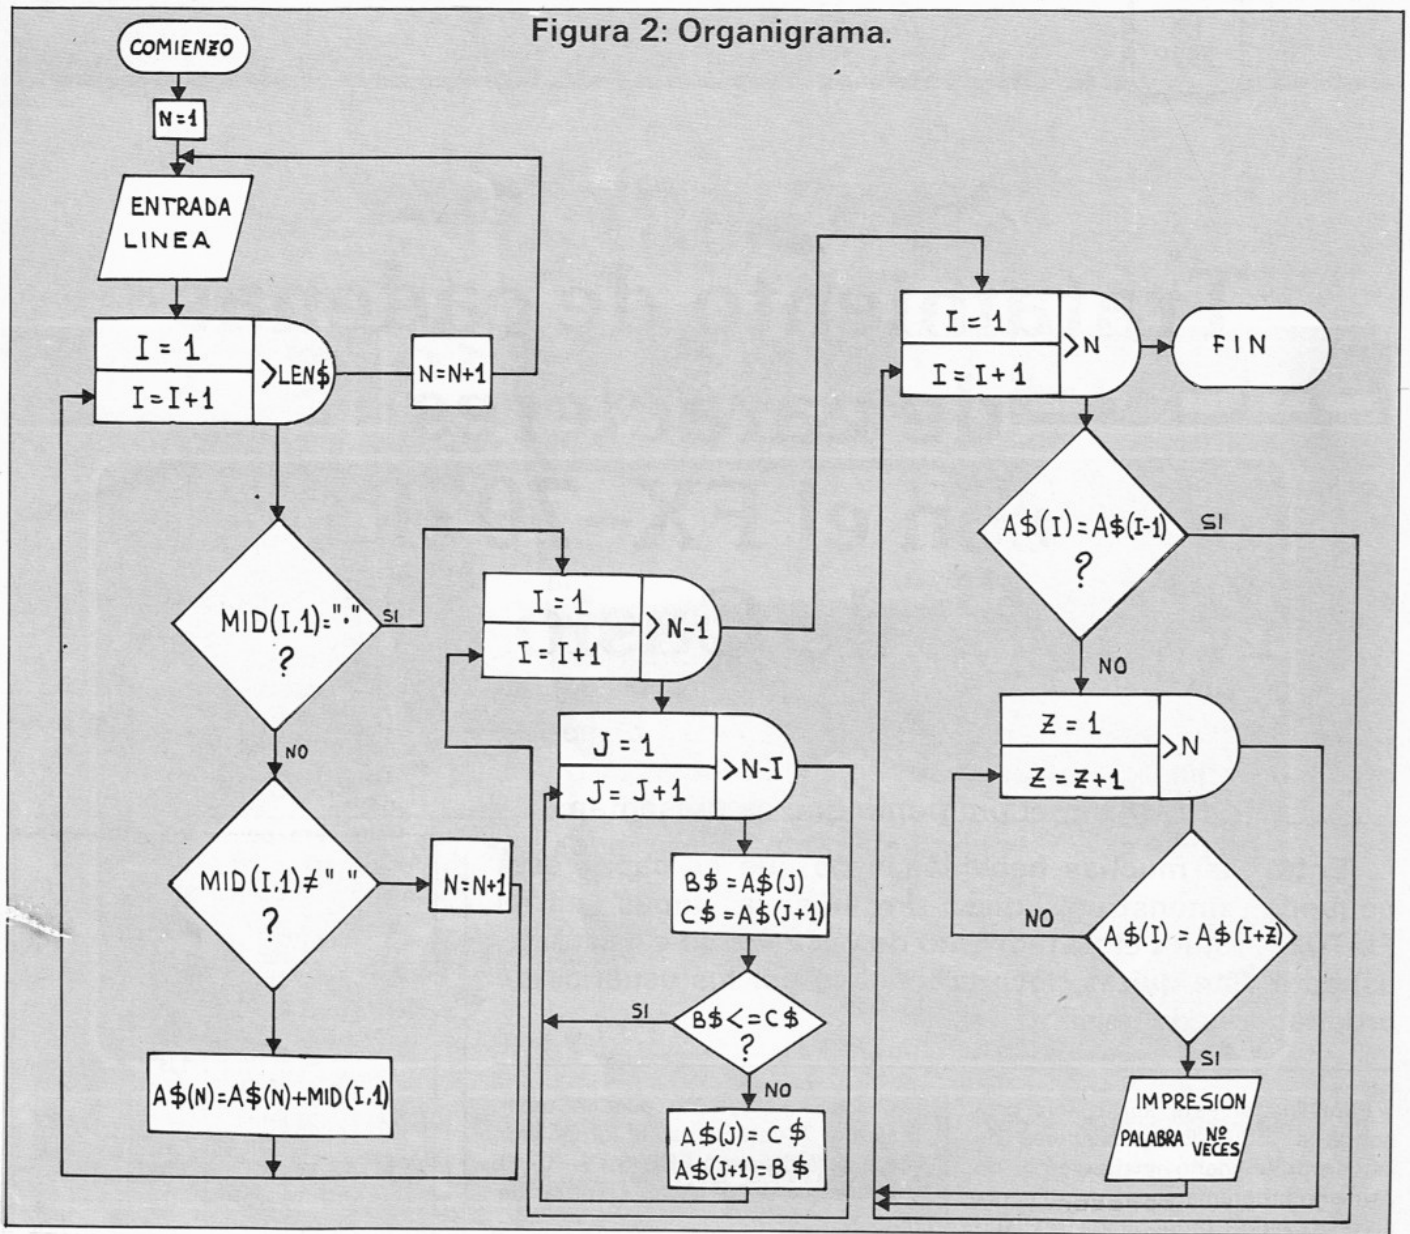 Figura 2: Organigrama.
COMIENZO
N=1
ENTRADA
LINEA
I = 1
I=I+1
>LEN$
N=N+1
MID(I,1)="."
?
SI
NO
MID(I,1)≠" "
?
N=N+1
A$(N)=A$(N)+MID(I,1)
I = 1
I = I+1
>N-1
J = 1
J = J+1
>N-I
B$ = A$(J)
C$ = A$(J+1)
B$<=C$
?
SI
NO
A$(J) = C$
A$(J+1)=B$
I = 1
I = I+1
>N
FIN
A$(I)=A$(I-1)
?
SI
NO
Z = 1
Z = Z+1
>N
A$(I) = A$(I+Z)
NO
SI
IMPRESION
PALABRA Nº
VECES